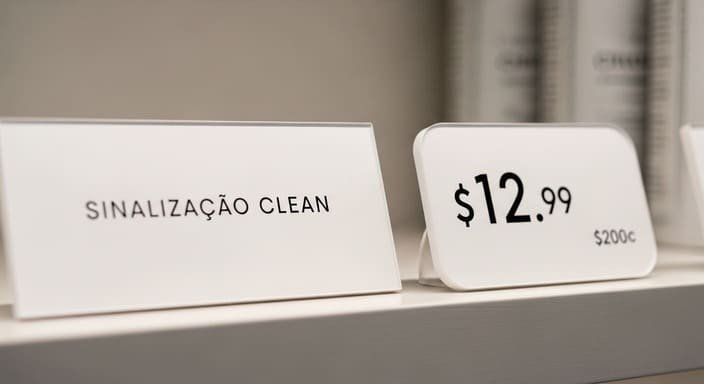 SINALIZAÇÃO CLEAN
$12.99
$200c